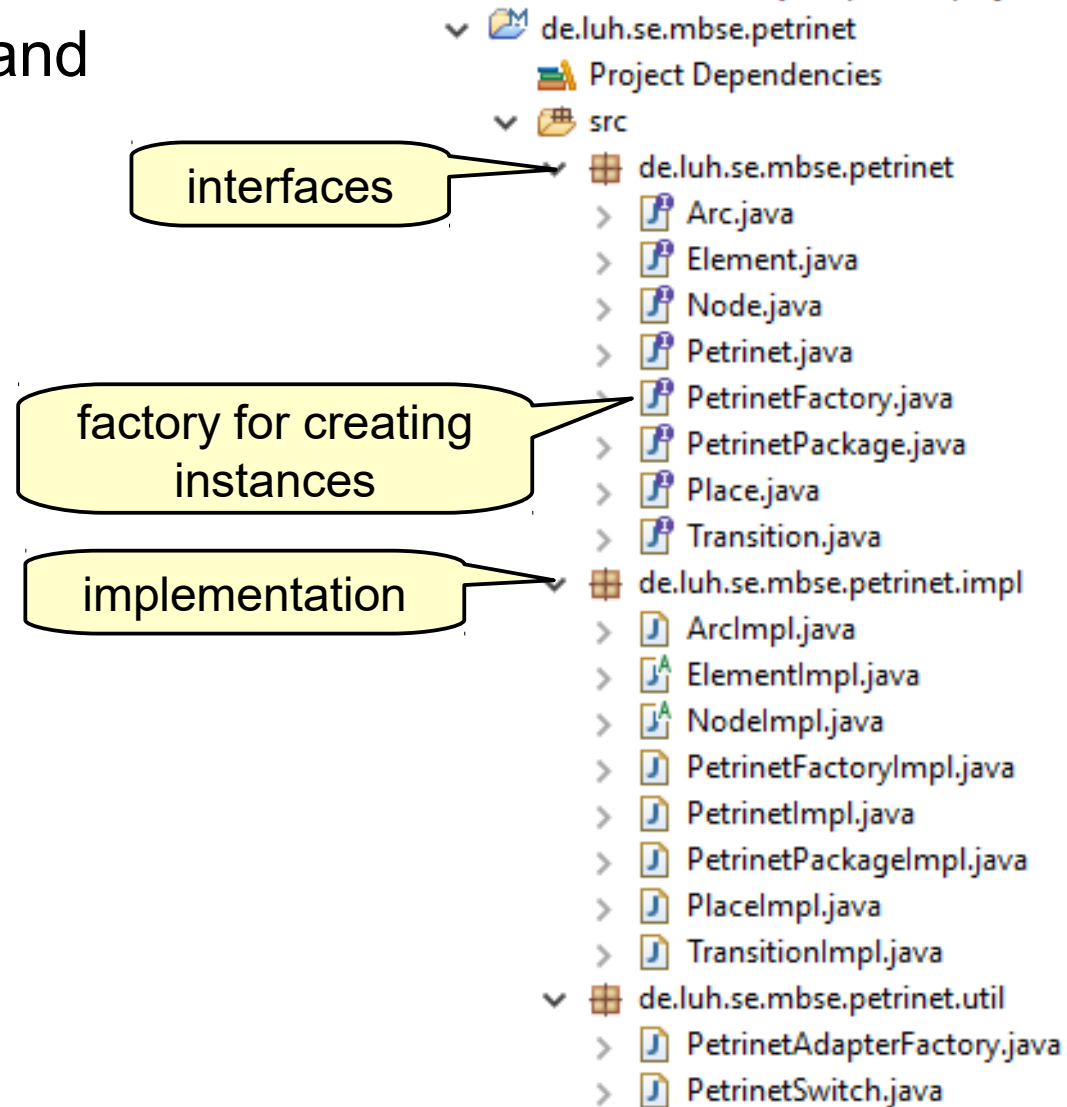 and
de.luh.se.mbse.petrinet
Project Dependencies
src
interfaces
de.luh.se.mbse.petrinet
Arc.java
Element.java
Node.java
Petrinet.java
factory for creating
instances
PetrinetFactory.java
PetrinetPackage.java
Place.java
Transition.java
implementation
de.luh.se.mbse.petrinet.impl
ArcImpl.java
ElementImpl.java
NodeImpl.java
PetrinetFactoryImpl.java
PetrinetImpl.java
PetrinetPackageImpl.java
PlaceImpl.java
TransitionImpl.java
de.luh.se.mbse.petrinet.util
PetrinetAdapterFactory.java
PetrinetSwitch.java